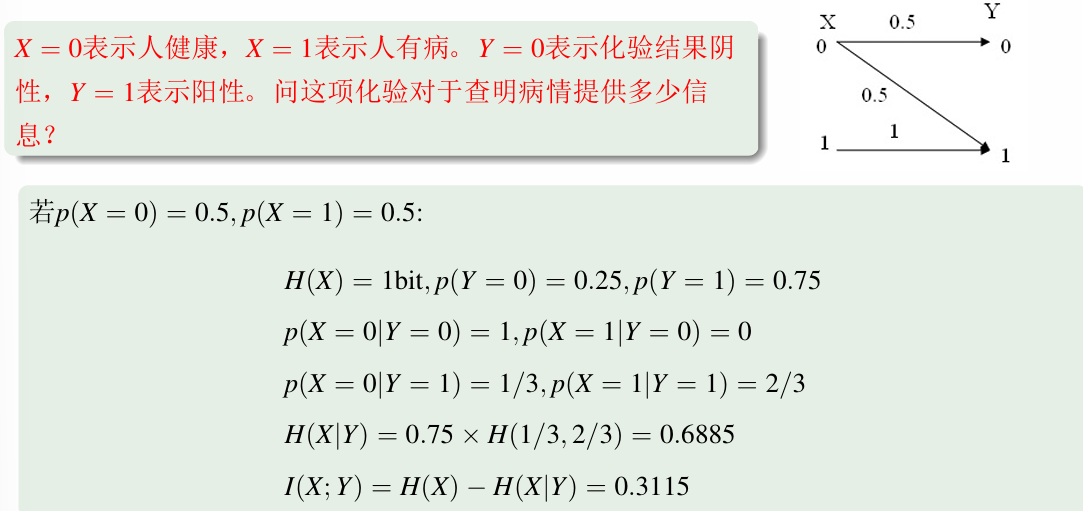 X = 0表示人健康，X = 1表示人有病。Y = 0表示化验结果阴
性，Y = 1表示阳性。问这项化验对于查明病情提供多少信
息？
X 0.5 Y
0 0
0.5
1 1
1
若p(X = 0) = 0.5, p(X = 1) = 0.5:
H(X) = 1bit, p(Y = 0) = 0.25, p(Y = 1) = 0.75
p(X = 0|Y = 0) = 1, p(X = 1|Y = 0) = 0
p(X = 0|Y = 1) = 1/3, p(X = 1|Y = 1) = 2/3
H(X|Y) = 0.75 × H(1/3, 2/3) = 0.6885
I(X; Y) = H(X) − H(X|Y) = 0.3115